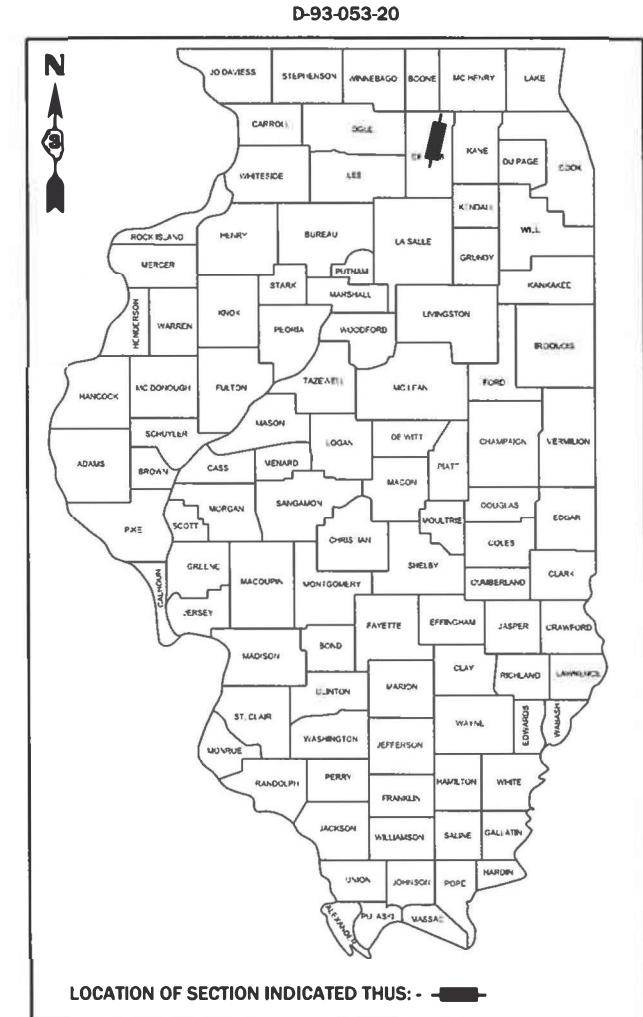 D-93-053-20
N
JO DAVIESS STEPHENSON WINNEBAGO BOONE MC HENRY LAKE
CARROLL OGLE KANE DU PAGE COOK
WHITESIDE LEE KENDALL
ROCK ISLAND HENRY BUREAU LA SALLE GRUNDY WILL
MERCER PUTNAM KANKAKEE
HENDERSON WARREN KNOX STARK MARSHALL LIVINGSTON
PEORIA WOODFORD IROQUOIS
HANCOCK MC DONOUGH FULTON TAZEWELL MC LEAN FORD
SCHUYLER MASON LOGAN DE WITT CHAMPAIGN VERMILION
ADAMS BROWN CASS MENARD MACON PIATT
PIKE SCOTT MORGAN SANGAMON CHRISTIAN MOULTRIE DOUGLAS EDGAR
COLES
CALHOUN GREENE MACOUPIN MONTGOMERY SHELBY CUMBERLAND CLARK
JERSEY FAYETTE EFFINGHAM JASPER CRAWFORD
MADISON BOND CLAY RICHLAND LAWRENCE
CLINTON MARION
ST. CLAIR WAYNE EDWARDS WABASH
MONROE WASHINGTON JEFFERSON
RANDOLPH PERRY HAMILTON WHITE
FRANKLIN
JACKSON WILLIAMSON SALINE GALLATIN
UNION JOHNSON POPE HARDIN
ALEXANDER PULASKI MASSAC
LOCATION OF SECTION INDICATED THUS: -